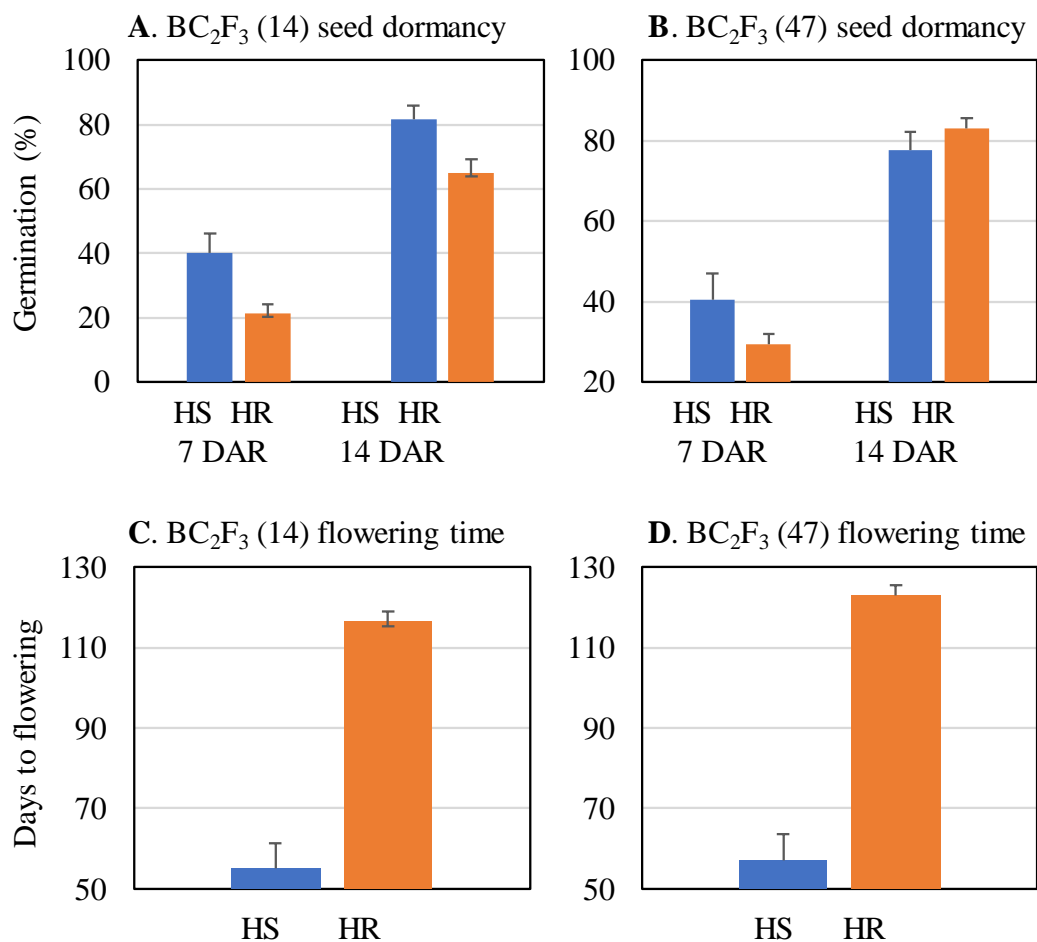 A. BC₂F₃ (14) seed dormancy
Germination (%)
100
80
60
40
20
0
HS HR HS HR
7 DAR 14 DAR
B. BC₂F₃ (47) seed dormancy
100
80
60
40
20
HS HR HS HR
7 DAR 14 DAR
C. BC₂F₃ (14) flowering time
Days to flowering
130
110
90
70
50
HS HR
D. BC₂F₃ (47) flowering time
130
110
90
70
50
HS HR